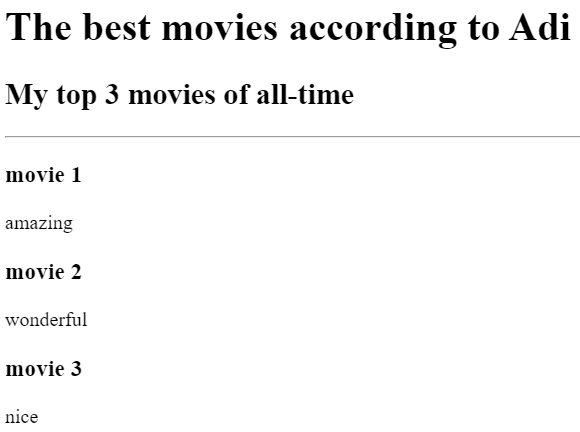 The best movies according to Adi
My top 3 movies of all-time
movie 1
amazing
movie 2
wonderful
movie 3
nice